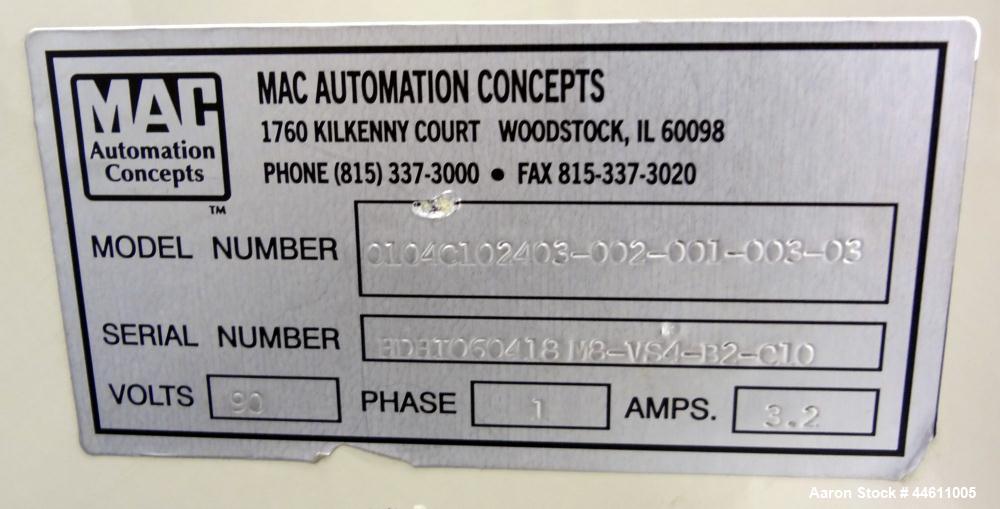 MAC
Automation
Concepts
TM
MAC AUTOMATION CONCEPTS
1760 KILKENNY COURT WOODSTOCK, IL 60098
PHONE (815) 337-3000 • FAX 815-337-3020
MODEL NUMBER 0104C102403-002-001-003-03
SERIAL NUMBER M8-VS4-B2-C10
VOLTS 90 PHASE 1 AMPS. 3.2
Aaron Stock # 44611005